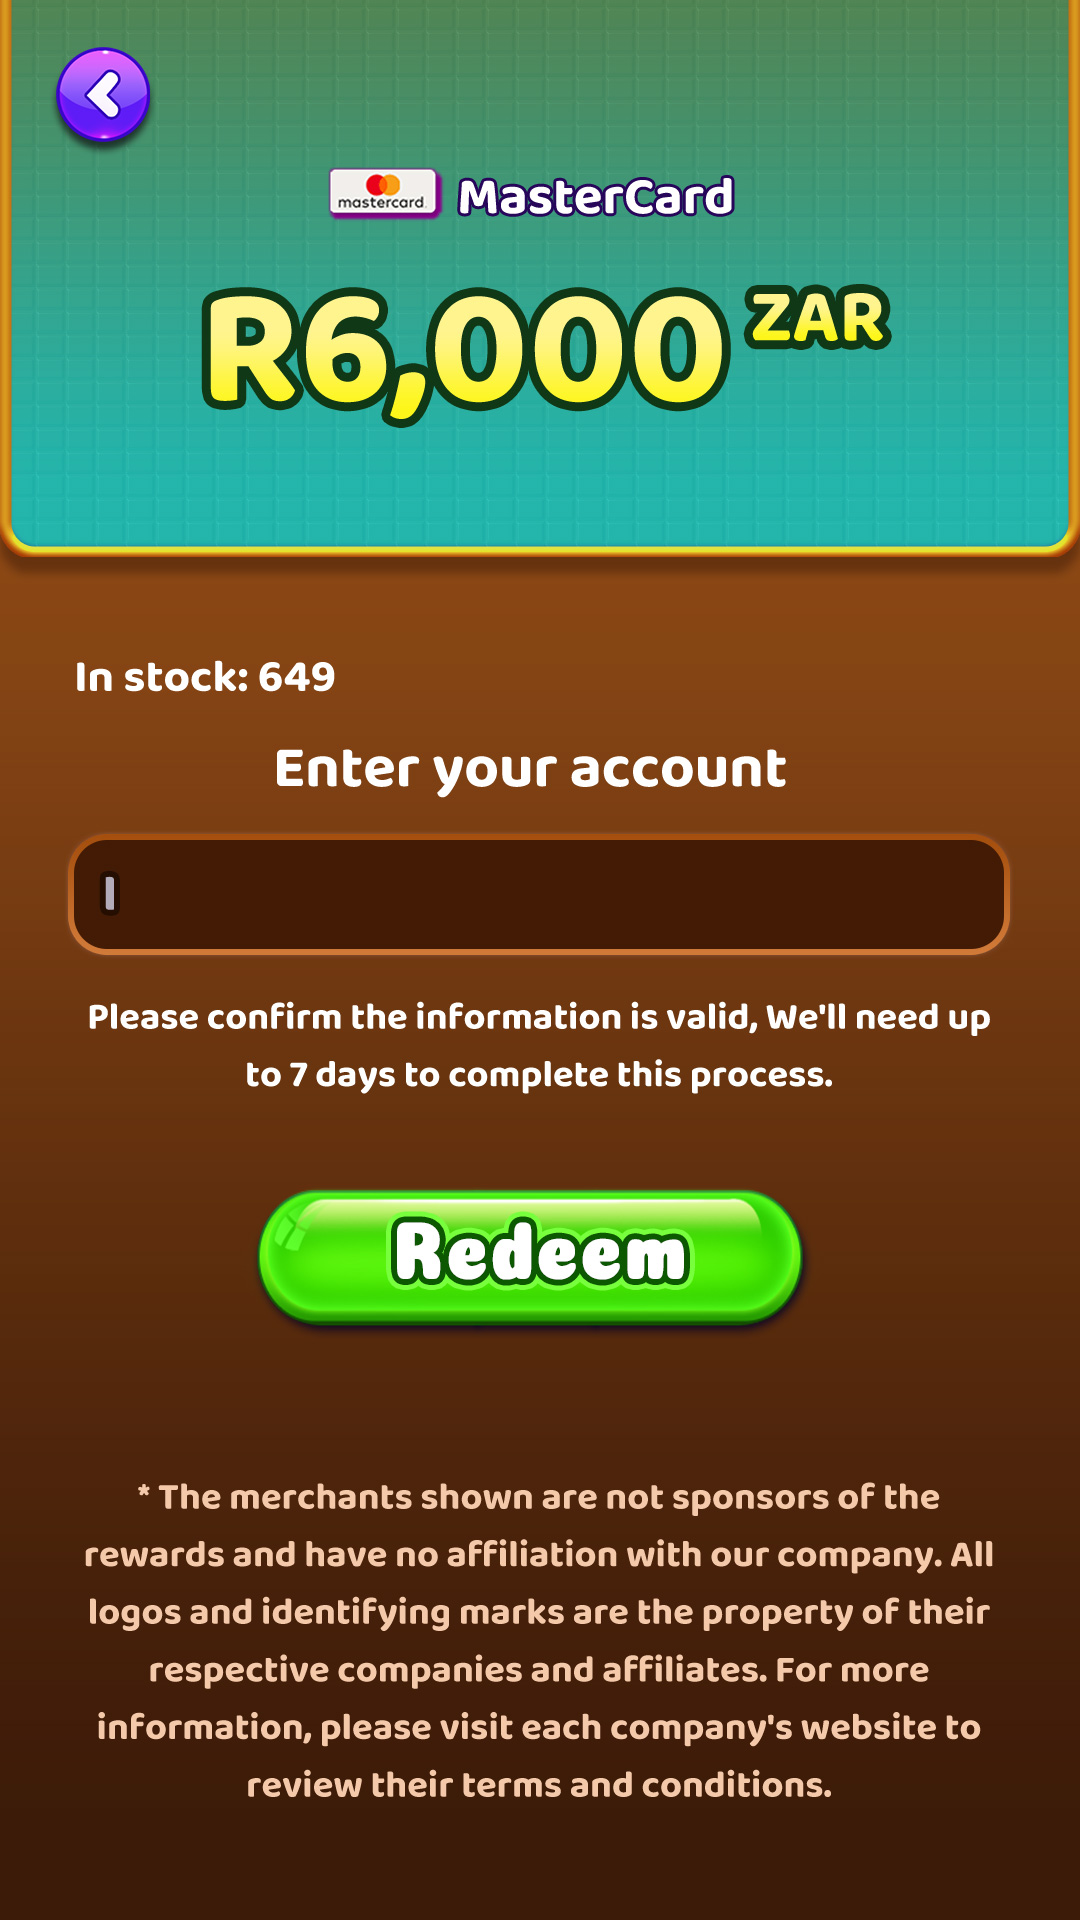 mastercard.
MasterCard
R6,000 ZAR
In stock: 649
Enter your account
Please confirm the information is valid, We'll need up
to 7 days to complete this process.
Redeem
* The merchants shown are not sponsors of the
rewards and have no affiliation with our company. All
logos and identifying marks are the property of their
respective companies and affiliates. For more
information, please visit each company's website to
review their terms and conditions.